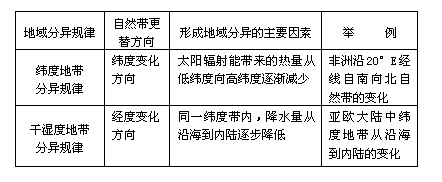 地域分异规律 自然带更替方向 形成地域分异的主要因素 举 例
纬度地带分异规律 纬度变化方向 太阳辐射能带来的热量从低纬度向高纬度逐渐减少 非洲沿20°E经线自南向北自然带的变化
干湿度地带分异规律 经度变化方向 同一纬度带内，降水量从沿海到内陆逐步降低 亚欧大陆中纬度地带从沿海到内陆的变化